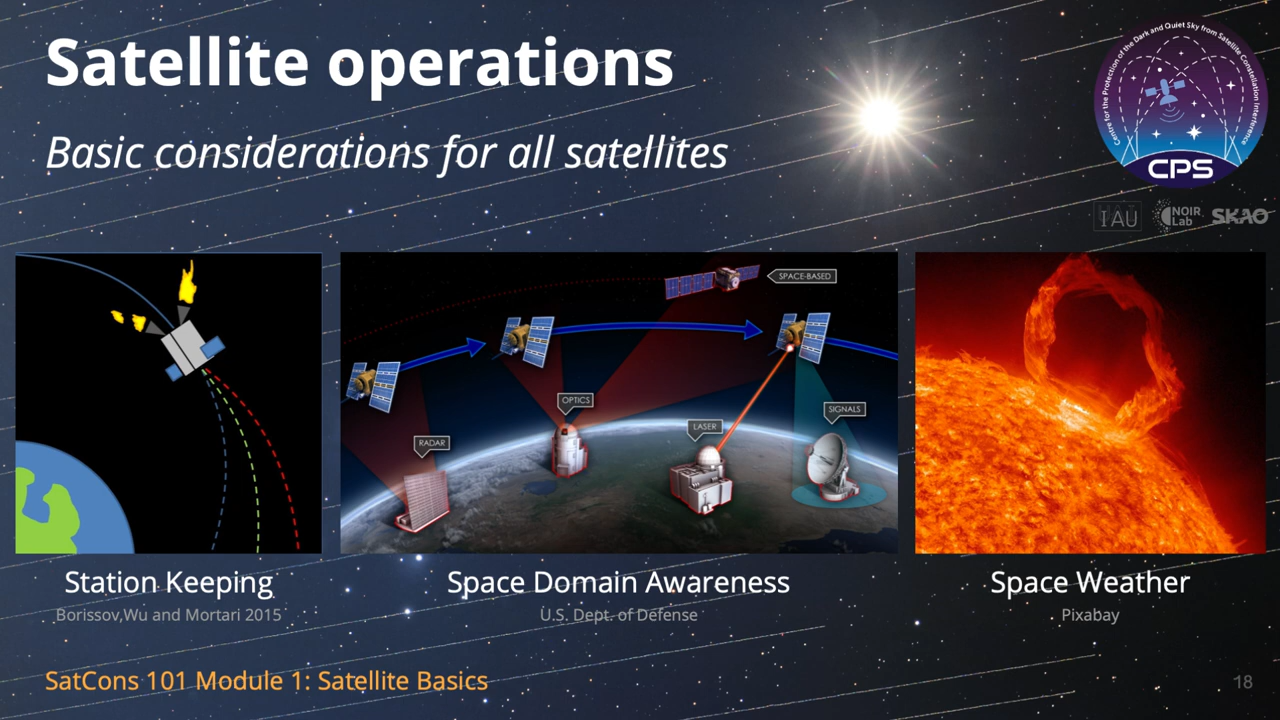 Satellite operations
Basic considerations for all satellites
Centre for the Protection of the Dark and Quiet Sky from Satellite Constellation Interference
CPS
IAU
NOIR
Lab
SKAO
SPACE-BASED
OPTICS
SIGNALS
LASER
RADAR
Station Keeping
Borissov,Wu and Mortari 2015
Space Domain Awareness
U.S. Dept. of Defense
Space Weather
Pixabay
SatCons 101 Module 1: Satellite Basics
18